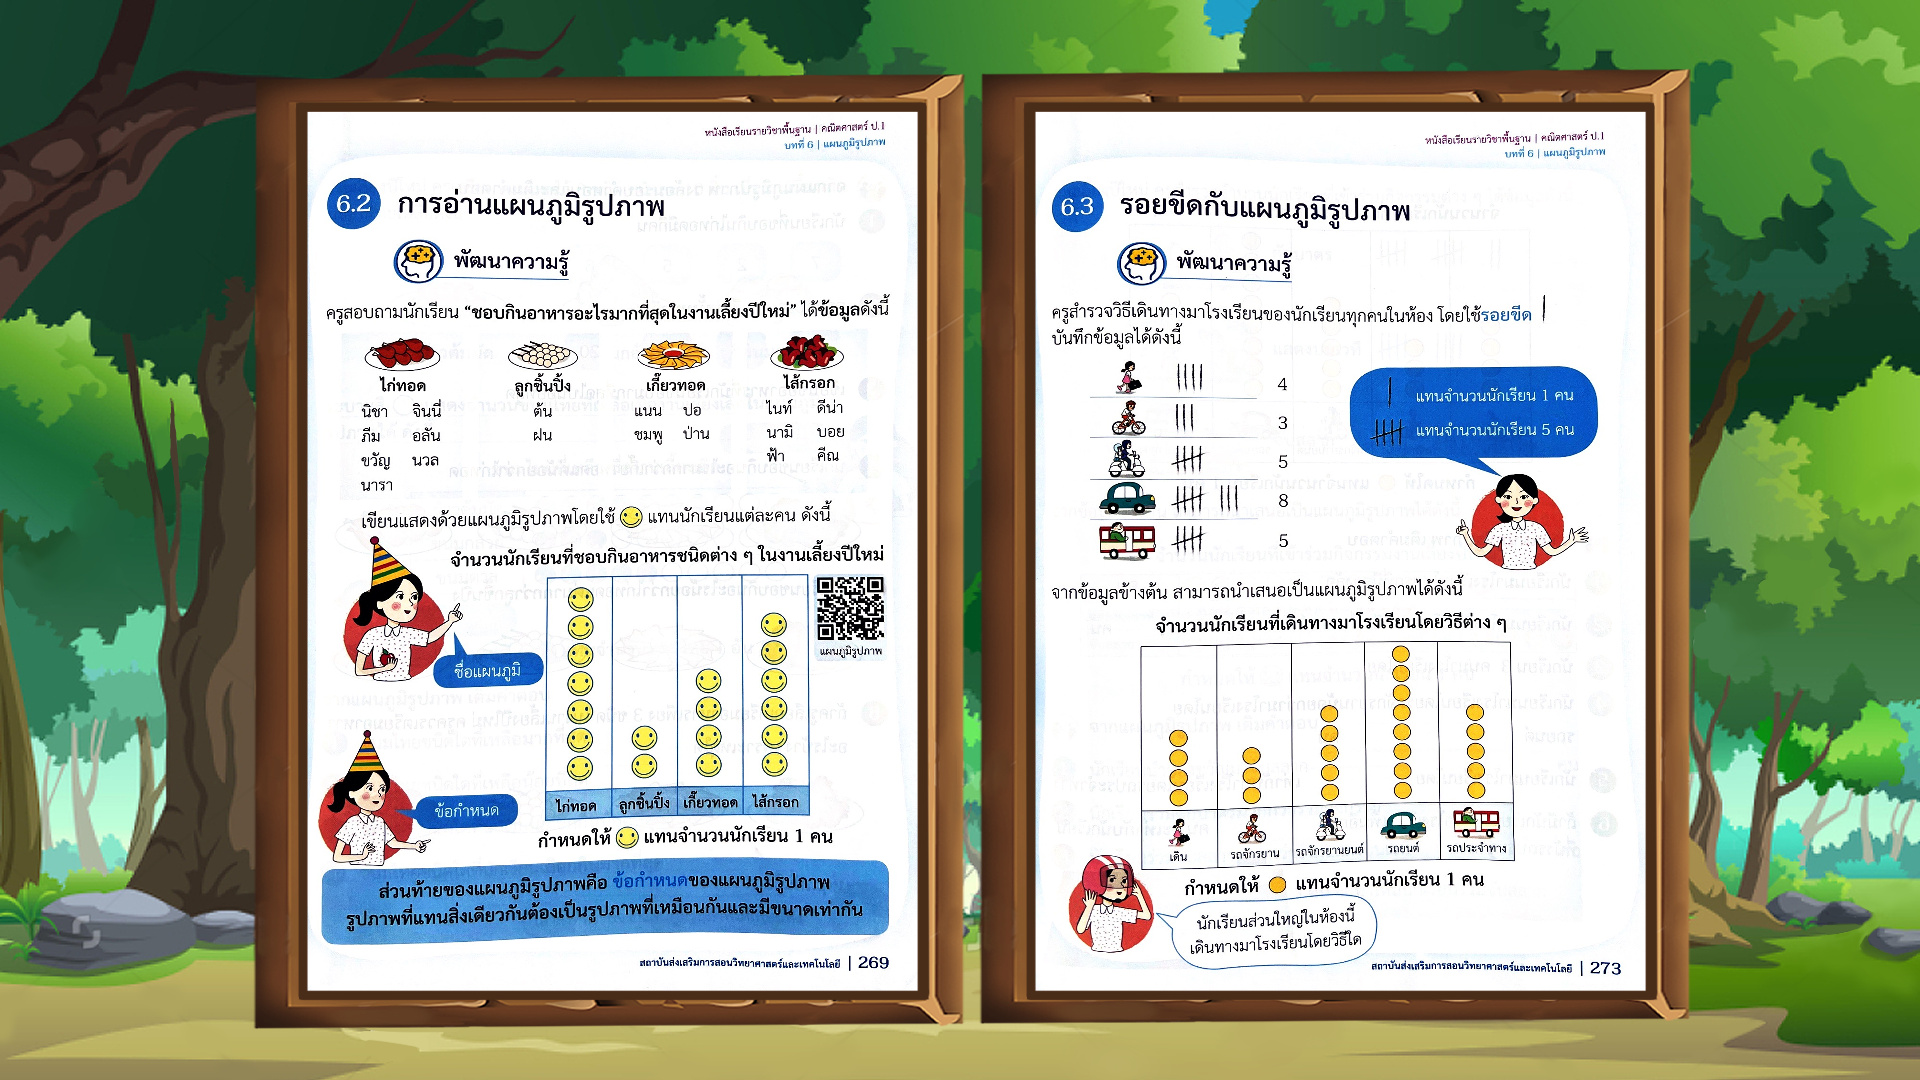 หนังสือเรียนรายวิชาพื้นฐาน | คณิตศาสตร์ ป.1
บทที่ 6 | แผนภูมิรูปภาพ
6.2 การอ่านแผนภูมิรูปภาพ
พัฒนาความรู้
ครูสอบถามนักเรียน “ชอบกินอาหารอะไรมากที่สุดในงานเลี้ยงปีใหม่” ได้ข้อมูลดังนี้
ไก่ทอด ลูกชิ้นปิ้ง เกี๊ยวทอด ไส้กรอก
นิชา จินนี่ ต้น แนน ปอ ไนท์ ดีน่า
ภีม อลัน ฝน ชมพู ป่าน นามิ บอย
ขวัญ นวล ฟ้า คีณ
นารา
เขียนแสดงด้วยแผนภูมิรูปภาพโดยใช้ แทนนักเรียนแต่ละคน ดังนี้
จำนวนนักเรียนที่ชอบกินอาหารชนิดต่าง ๆ ในงานเลี้ยงปีใหม่
แผนภูมิรูปภาพ
ชื่อแผนภูมิ
ข้อกำหนด
ไก่ทอด ลูกชิ้นปิ้ง เกี๊ยวทอด ไส้กรอก
กำหนดให้ แทนจำนวนนักเรียน 1 คน
ส่วนท้ายของแผนภูมิรูปภาพคือ ข้อกำหนดของแผนภูมิรูปภาพ
รูปภาพที่แทนสิ่งเดียวกันต้องเป็นรูปภาพที่เหมือนกันและมีขนาดเท่ากัน
สถาบันส่งเสริมการสอนวิทยาศาสตร์และเทคโนโลยี | 269
หนังสือเรียนรายวิชาพื้นฐาน | คณิตศาสตร์ ป.1
บทที่ 6 | แผนภูมิรูปภาพ
6.3 รอยขีดกับแผนภูมิรูปภาพ
พัฒนาความรู้
ครูสำรวจวิธีเดินทางมาโรงเรียนของนักเรียนทุกคนในห้อง โดยใช้รอยขีด
บันทึกข้อมูลได้ดังนี้
4
3
5
8
5
แทนจำนวนนักเรียน 1 คน
แทนจำนวนนักเรียน 5 คน
จากข้อมูลข้างต้น สามารถนำเสนอเป็นแผนภูมิรูปภาพได้ดังนี้
จำนวนนักเรียนที่เดินทางมาโรงเรียนโดยวิธีต่าง ๆ
เดิน รถจักรยาน รถจักรยานยนต์ รถยนต์ รถประจำทาง
กำหนดให้ แทนจำนวนนักเรียน 1 คน
นักเรียนส่วนใหญ่ในห้องนี้
เดินทางมาโรงเรียนโดยวิธีใด
สถาบันส่งเสริมการสอนวิทยาศาสตร์และเทคโนโลยี | 273